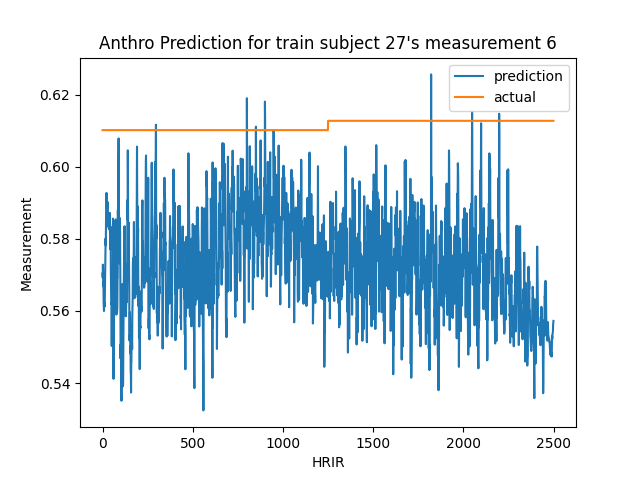 Anthro Prediction for train subject 27's measurement 6
prediction
actual
0.62
0.60
0.58
0.56
0.54
Measurement
0
500
1000
1500
2000
2500
HRIR